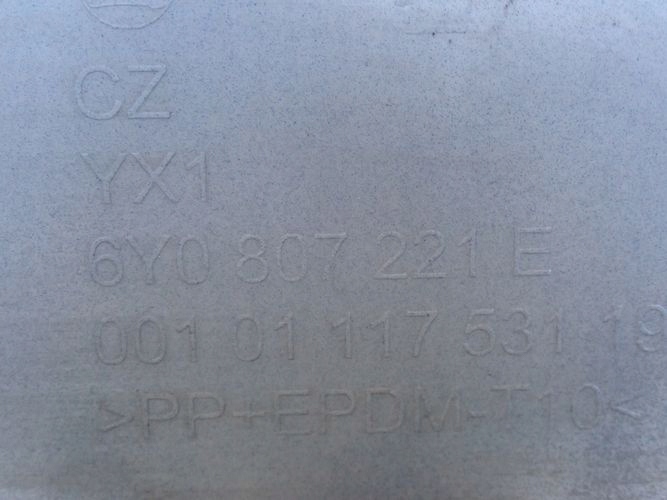 CZ
YX1
6Y0 807 221 E
001 01 117 531 19
>PP+EPDM-T10<